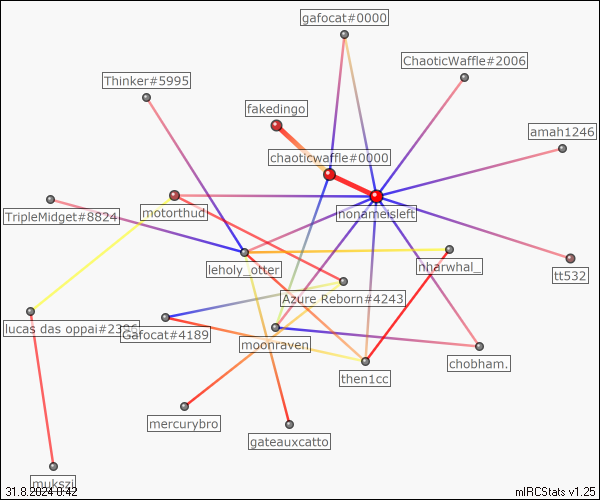 gafocat#0000
ChaoticWaffle#2006
Thinker#5995
fakedingo
amah1246
chaoticwaffle#0000
TripleMidget#8824
motorthud
nonameisleft
leholy_otter
nharwhal_
tt532
Azure Reborn#4243
lucas das oppai#2306
Gafocat#4189
moonraven
chobham.
then1cc
mercurybro
gateauxcatto
mukszi
31.8.2024 0:42
mIRCStats v1.25